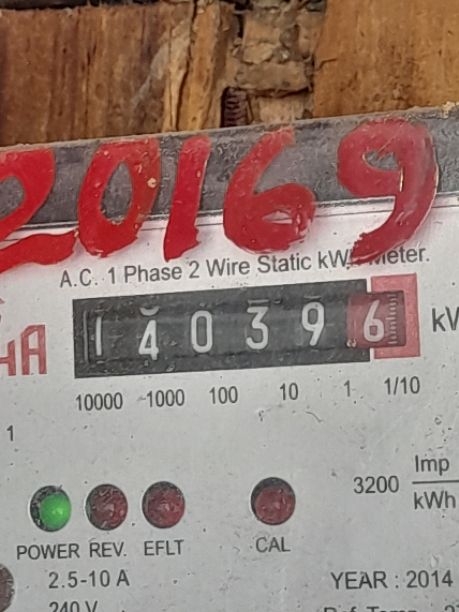 20169
A.C. 1 Phase 2 Wire Static kWh Meter.
1 4 0 3 9 6
10000 1000 100 10 1 1/10
1
3200 Imp
kWh
POWER REV. EFLT CAL
2.5-10 A
YEAR : 2014
240 V